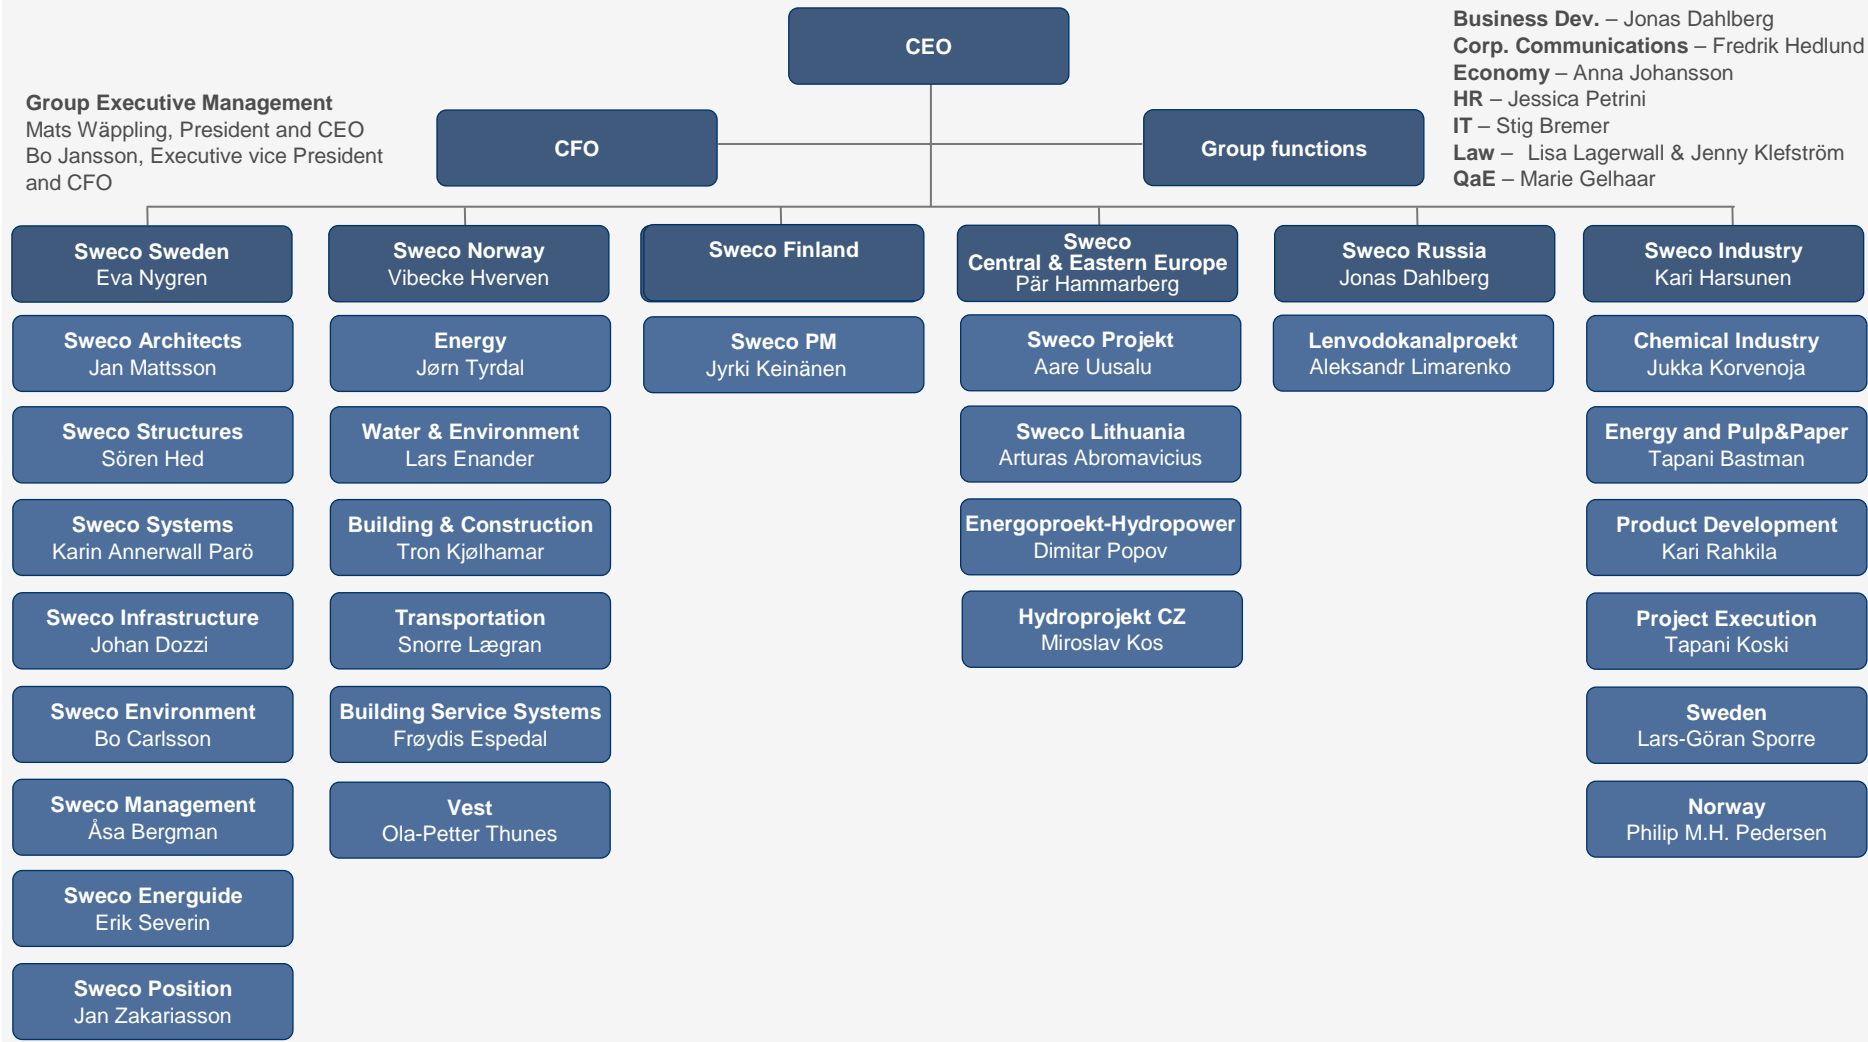 CEO
Business Dev. – Jonas Dahlberg
Corp. Communications – Fredrik Hedlund
Economy – Anna Johansson
HR – Jessica Petrini
IT – Stig Bremer
Law – Lisa Lagerwall & Jenny Klefström
QaE – Marie Gelhaar
Group Executive Management
Mats Wäppling, President and CEO
Bo Jansson, Executive vice President
and CFO
CFO
Group functions
Sweco Sweden
Eva Nygren
Sweco Architects
Jan Mattsson
Sweco Structures
Sören Hed
Sweco Systems
Karin Annerwall Parö
Sweco Infrastructure
Johan Dozzi
Sweco Environment
Bo Carlsson
Sweco Management
Åsa Bergman
Sweco Energuide
Erik Severin
Sweco Position
Jan Zakariasson
Sweco Norway
Vibecke Hverven
Energy
Jørn Tyrdal
Water & Environment
Lars Enander
Building & Construction
Tron Kjølhamar
Transportation
Snorre Lægran
Building Service Systems
Frøydis Espedal
Vest
Ola-Petter Thunes
Sweco Finland
Sweco PM
Jyrki Keinänen
Sweco
Central & Eastern Europe
Pär Hammarberg
Sweco Projekt
Aare Uusalu
Sweco Lithuania
Arturas Abromavicius
Energoproekt-Hydropower
Dimitar Popov
Hydroprojekt CZ
Miroslav Kos
Sweco Russia
Jonas Dahlberg
Lenvodokanalproekt
Aleksandr Limarenko
Sweco Industry
Kari Harsunen
Chemical Industry
Jukka Korvenoja
Energy and Pulp&Paper
Tapani Bastman
Product Development
Kari Rahkila
Project Execution
Tapani Koski
Sweden
Lars-Göran Sporre
Norway
Philip M.H. Pedersen